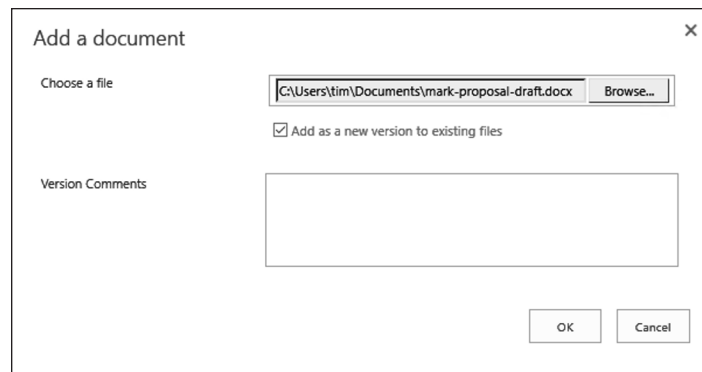 Add a document
Choose a file
C:\Users\tim\Documents\mark-proposal-draft.docx Browse...
Add as a new version to existing files
Version Comments
OK Cancel